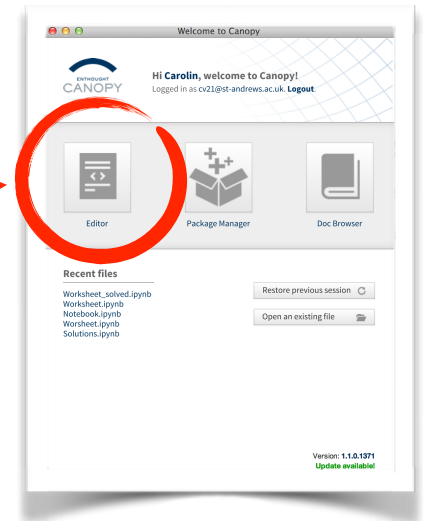 Welcome to Canopy
ENTHOUGHT
CANOPY
Hi Carolin, welcome to Canopy!
Logged in as cv21@st-andrews.ac.uk. Logout.
Editor
Package Manager
Doc Browser
Recent files
Worksheet_solved.ipynb
Worksheet.ipynb
Notebook.ipynb
Worsheet.ipynb
Solutions.ipynb
Restore previous session
Open an existing file
Version: 1.1.0.1371
Update available!